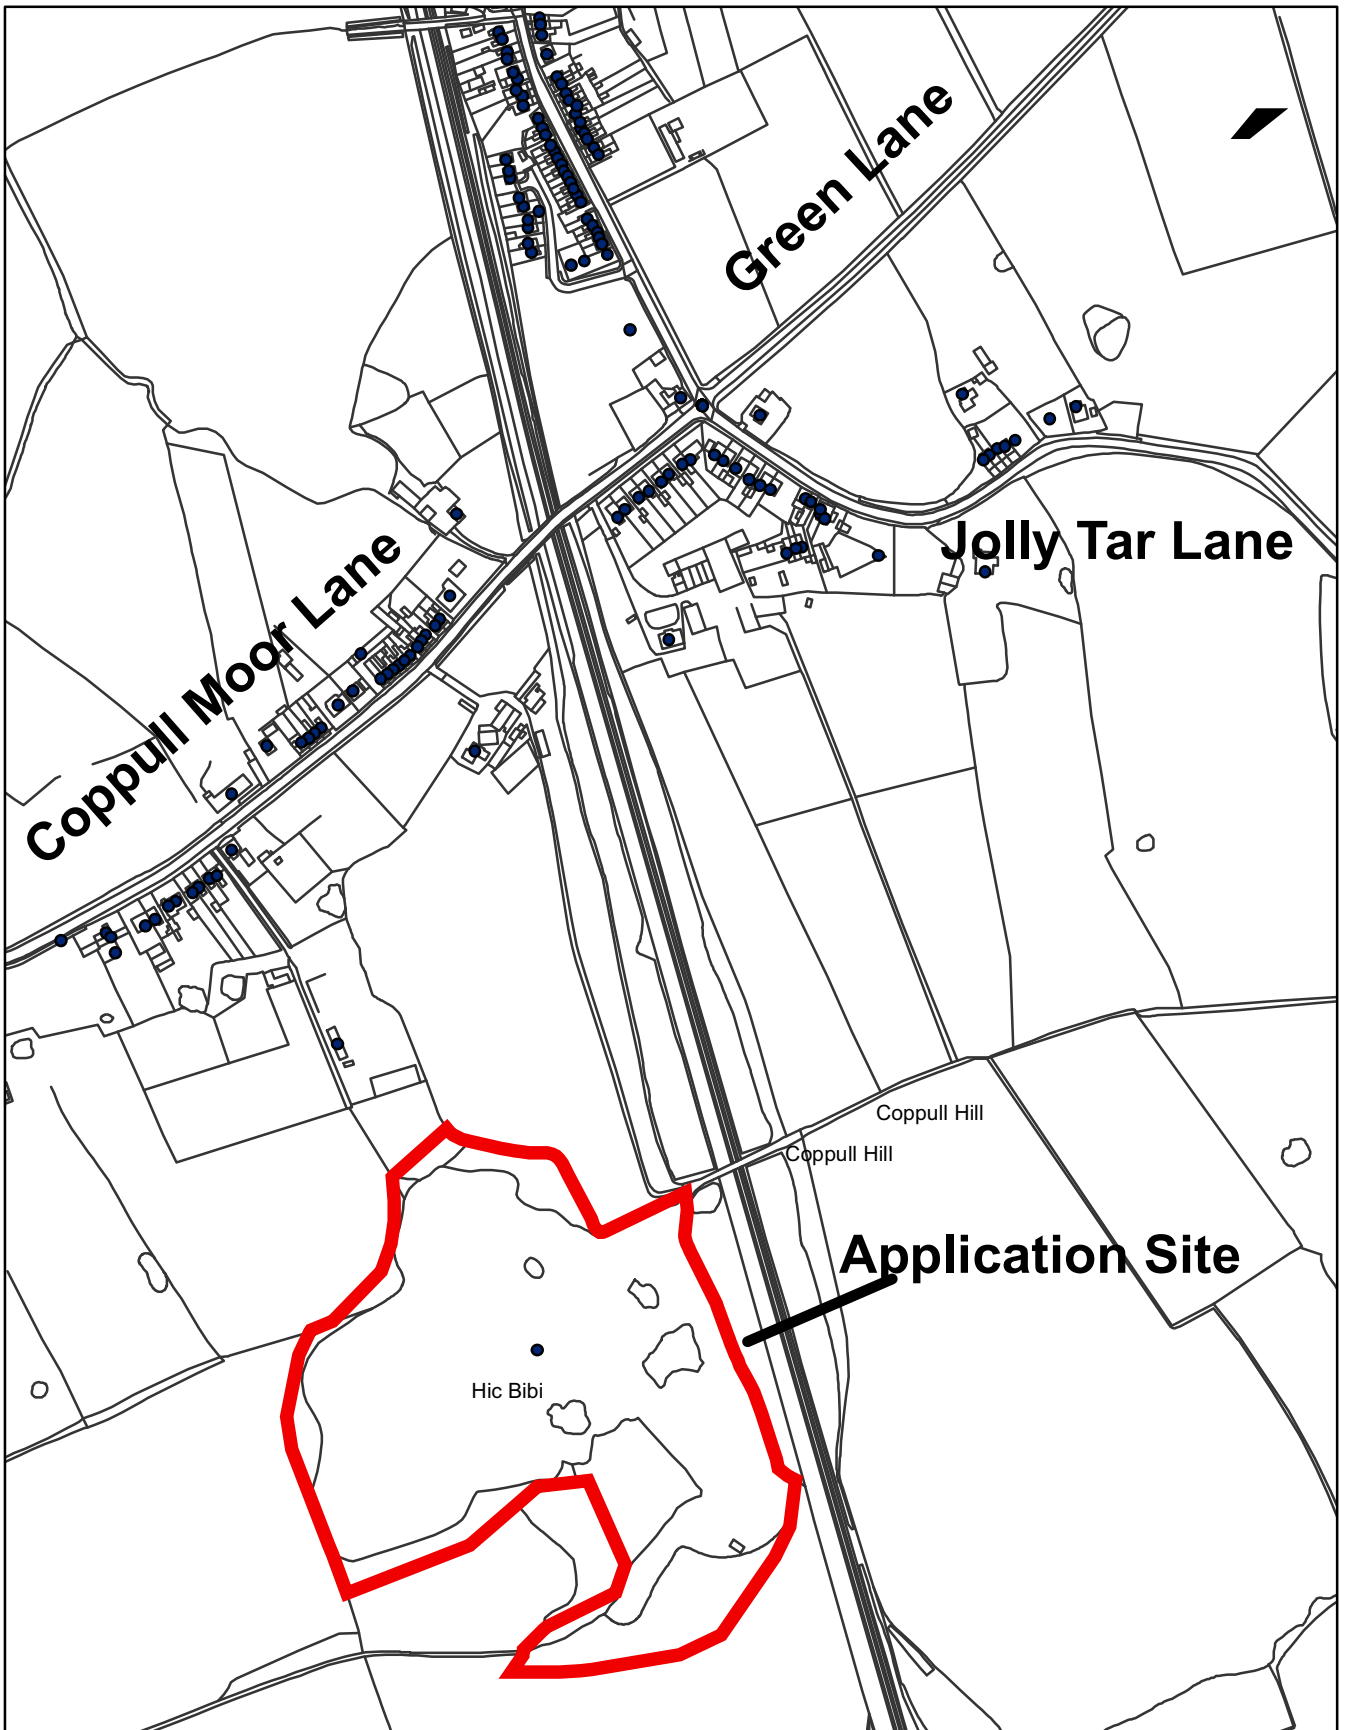 Green Lane
Jolly Tar Lane
Coppull Moor Lane
Coppull Hill
Coppull Hill
Application Site
Hic Bibi